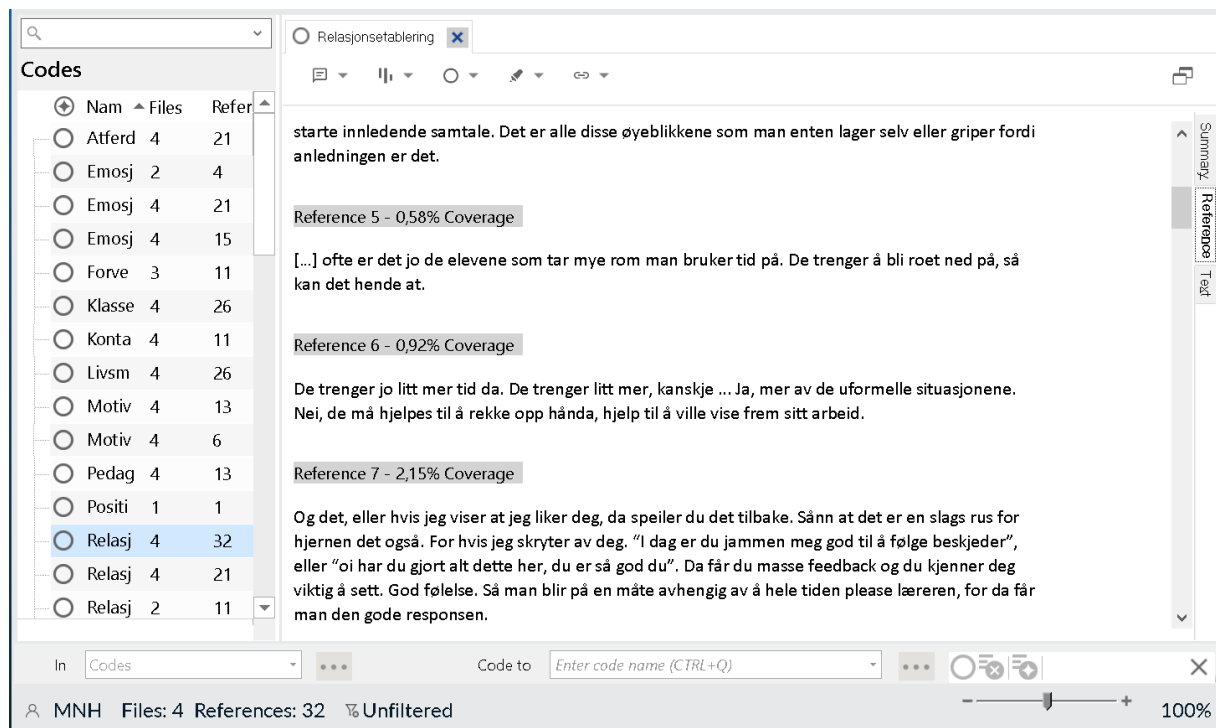 Relasjonsetablering
Codes
Nam Files Refer
Atferd 4 21
Emosj 2 4
Emosj 4 21
Emosj 4 15
Forve 3 11
Klasse 4 26
Konta 4 11
Livsm 4 26
Motiv 4 13
Motiv 4 6
Pedag 4 13
Positi 1 1
Relasj 4 32
Relasj 4 21
Relasj 2 11
starte innledende samtale. Det er alle disse øyeblikkene som man enten lager selv eller griper fordi
anledningen er det.
Reference 5 - 0,58% Coverage
[...] ofte er det jo de elevene som tar mye rom man bruker tid på. De trenger å bli roet ned på, så
kan det hende at.
Reference 6 - 0,92% Coverage
De trenger jo litt mer tid da. De trenger litt mer, kanskje ... Ja, mer av de uformelle situasjonene.
Nei, de må hjelpes til å rekke opp hånda, hjelp til å ville vise frem sitt arbeid.
Reference 7 - 2,15% Coverage
Og det, eller hvis jeg viser at jeg liker deg, da speiler du det tilbake. Sånn at det er en slags rus for
hjernen det også. For hvis jeg skryter av deg. "I dag er du jammen meg god til å følge beskjeder",
eller "oi har du gjort alt dette her, du er så god du". Da får du masse feedback og du kjenner deg
viktig å sett. God følelse. Så man blir på en måte avhengig av å hele tiden please læreren, for da får
man den gode responsen.
Summary
Reference
Text
In Codes Code to Enter code name (CTRL+Q)
MNH Files: 4 References: 32 Unfiltered 100%